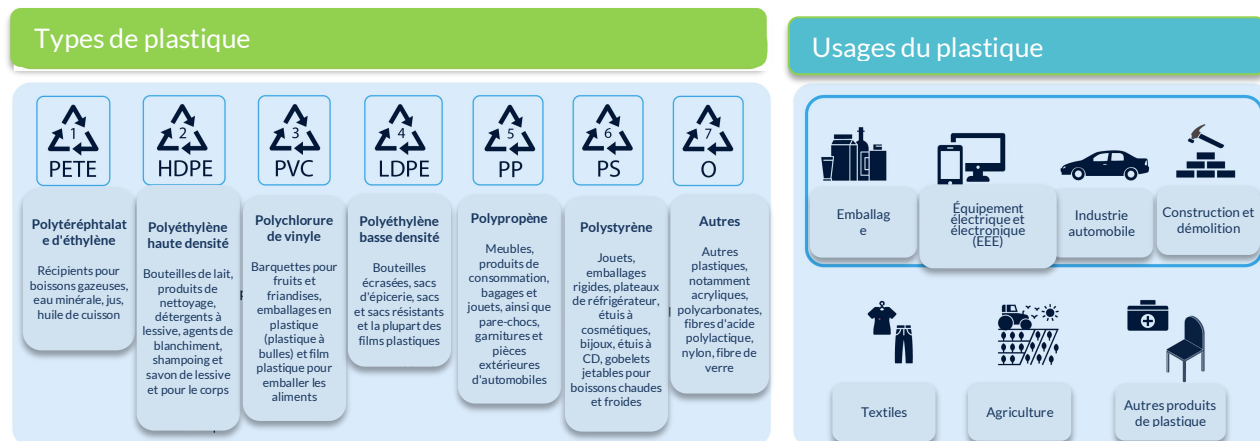 Types de plastique
1
PETE
Polytéréphtalat
e d'éthylène
Récipients pour
boissons gazeuses,
eau minérale, jus,
huile de cuisson
2
HDPE
Polyéthylène
haute densité
Bouteilles de lait,
produits de
nettoyage,
détergents à
lessive, agents de
blanchiment,
shampoing et
savon de lessive
et pour le corps
3
PVC
Polychlorure
de vinyle
Barquettes pour
fruits et
friandises,
emballages en
plastique
(plastique à
bulles) et film
plastique pour
emballer les
aliments
4
LDPE
Polyéthylène
basse densité
Bouteilles
écrasées, sacs
d'épicerie, sacs
et sacs résistants
et la plupart des
films plastiques
5
PP
Polypropène
Meubles,
produits de
consommation,
bagages et
jouets, ainsi que
pare-chocs,
garnitures et
pièces
extérieures
d'automobiles
6
PS
Polystyrène
Jouets,
emballages
rigides, plateaux
de réfrigérateur,
étuis à
cosmétiques,
bijoux, étuis à
CD, gobelets
jetables pour
boissons chaudes
et froides
7
O
Autres
Autres
plastiques,
notamment
acryliques,
polycarbonates,
fibres d'acide
polylactique,
nylon, fibre de
verre
Usages du plastique
Emballag
e
Équipement
électrique et
électronique
(EEE)
Industrie
automobile
Construction et
démolition
Textiles
Agriculture
Autres produits
de plastique